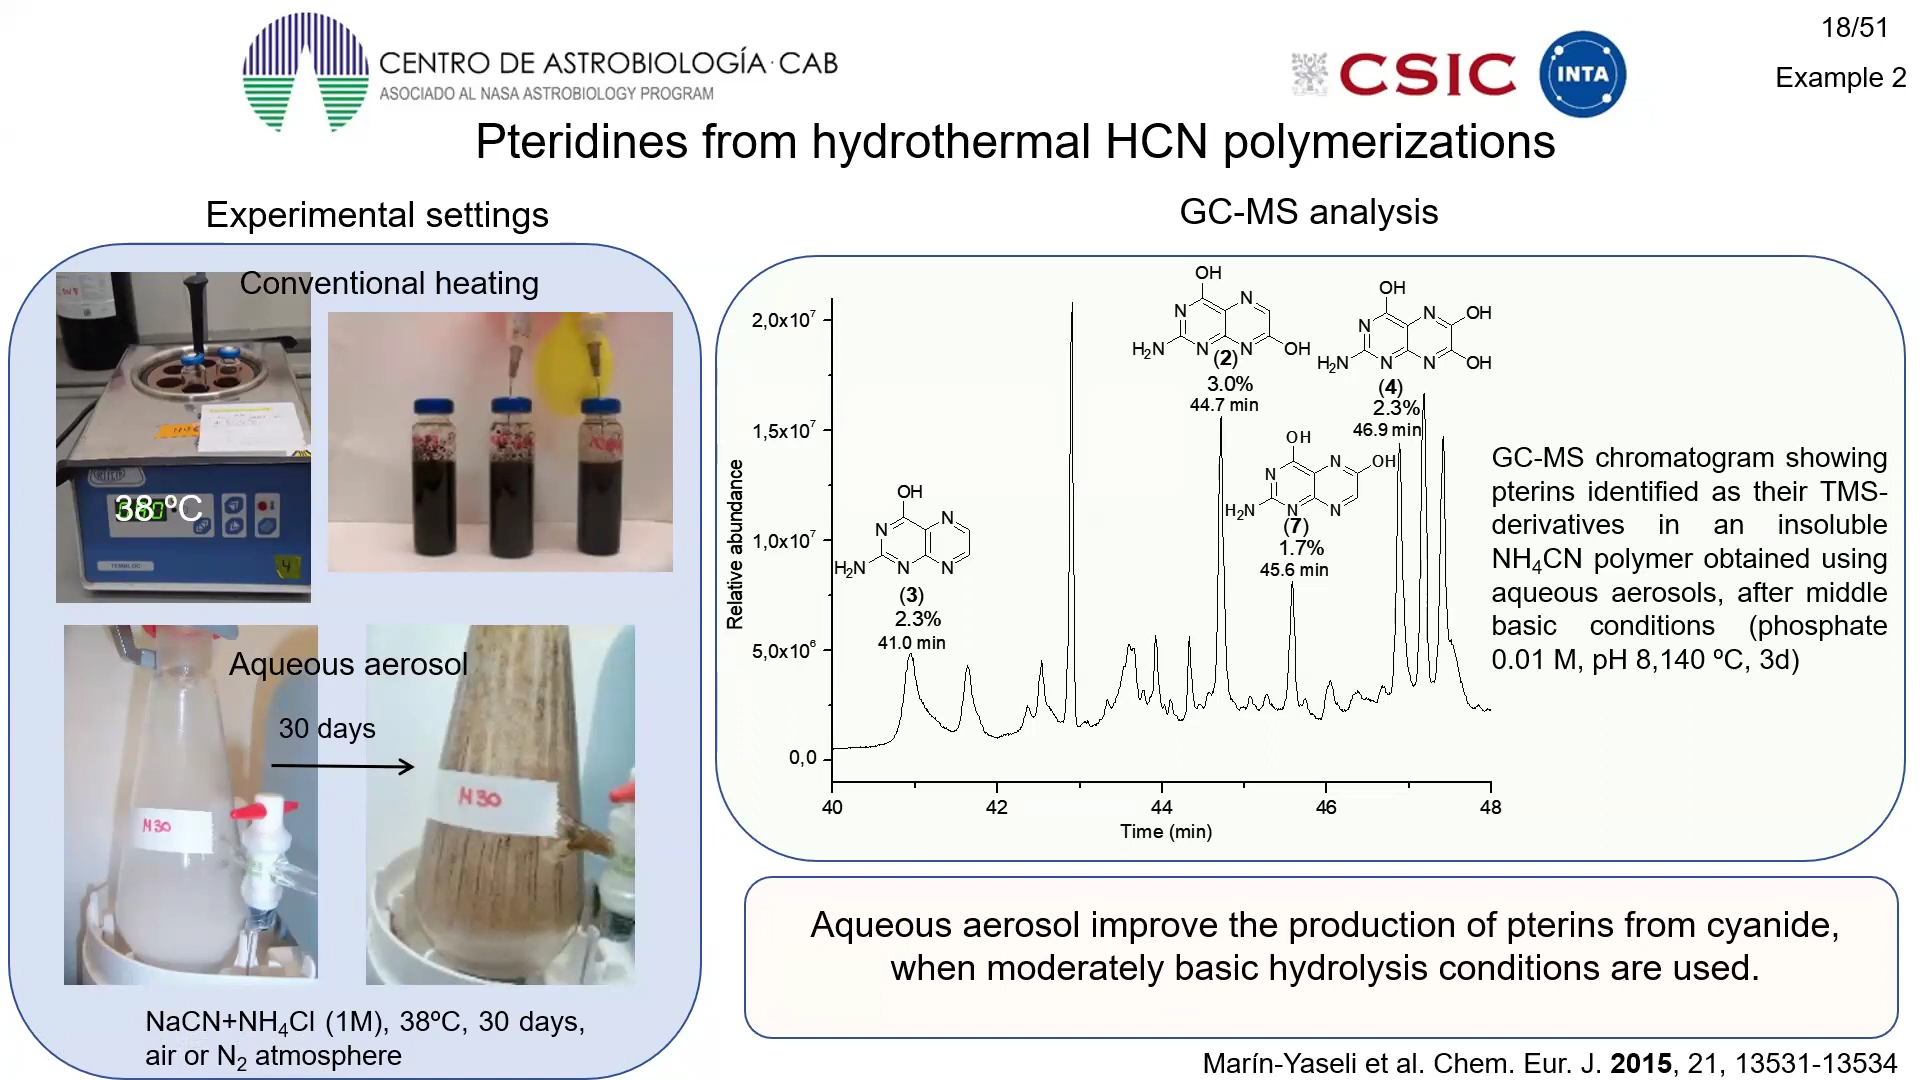 18/51
Example 2
CENTRO DE ASTROBIOLOGÍA·CAB
ASOCIADO AL NASA ASTROBIOLOGY PROGRAM
CSIC
INTA
Pteridines from hydrothermal HCN polymerizations
Experimental settings
Conventional heating
38 ºC
TEMBLOC
4
Aqueous aerosol
30 days
M30
M30
NaCN+NH₄Cl (1M), 38ºC, 30 days,
air or N₂ atmosphere
GC-MS analysis
Relative abundance
2,0x10⁷
1,5x10⁷
1,0x10⁷
5,0x10⁶
0,0
40
42
44
46
48
Time (min)
OH
N
N
H₂N
N
N
(3)
2.3%
41.0 min
OH
N
N
H₂N
N
N
OH
(2)
3.0%
44.7 min
OH
N
N
OH
H₂N
N
N
(7)
1.7%
45.6 min
OH
N
N
OH
H₂N
N
N
OH
(4)
2.3%
46.9 min
GC-MS chromatogram showing
pterins identified as their TMS-
derivatives in an insoluble
NH₄CN polymer obtained using
aqueous aerosols, after middle
basic conditions (phosphate
0.01 M, pH 8,140 ºC, 3d)
Aqueous aerosol improve the production of pterins from cyanide,
when moderately basic hydrolysis conditions are used.
Marín-Yaseli et al. Chem. Eur. J. 2015, 21, 13531-13534